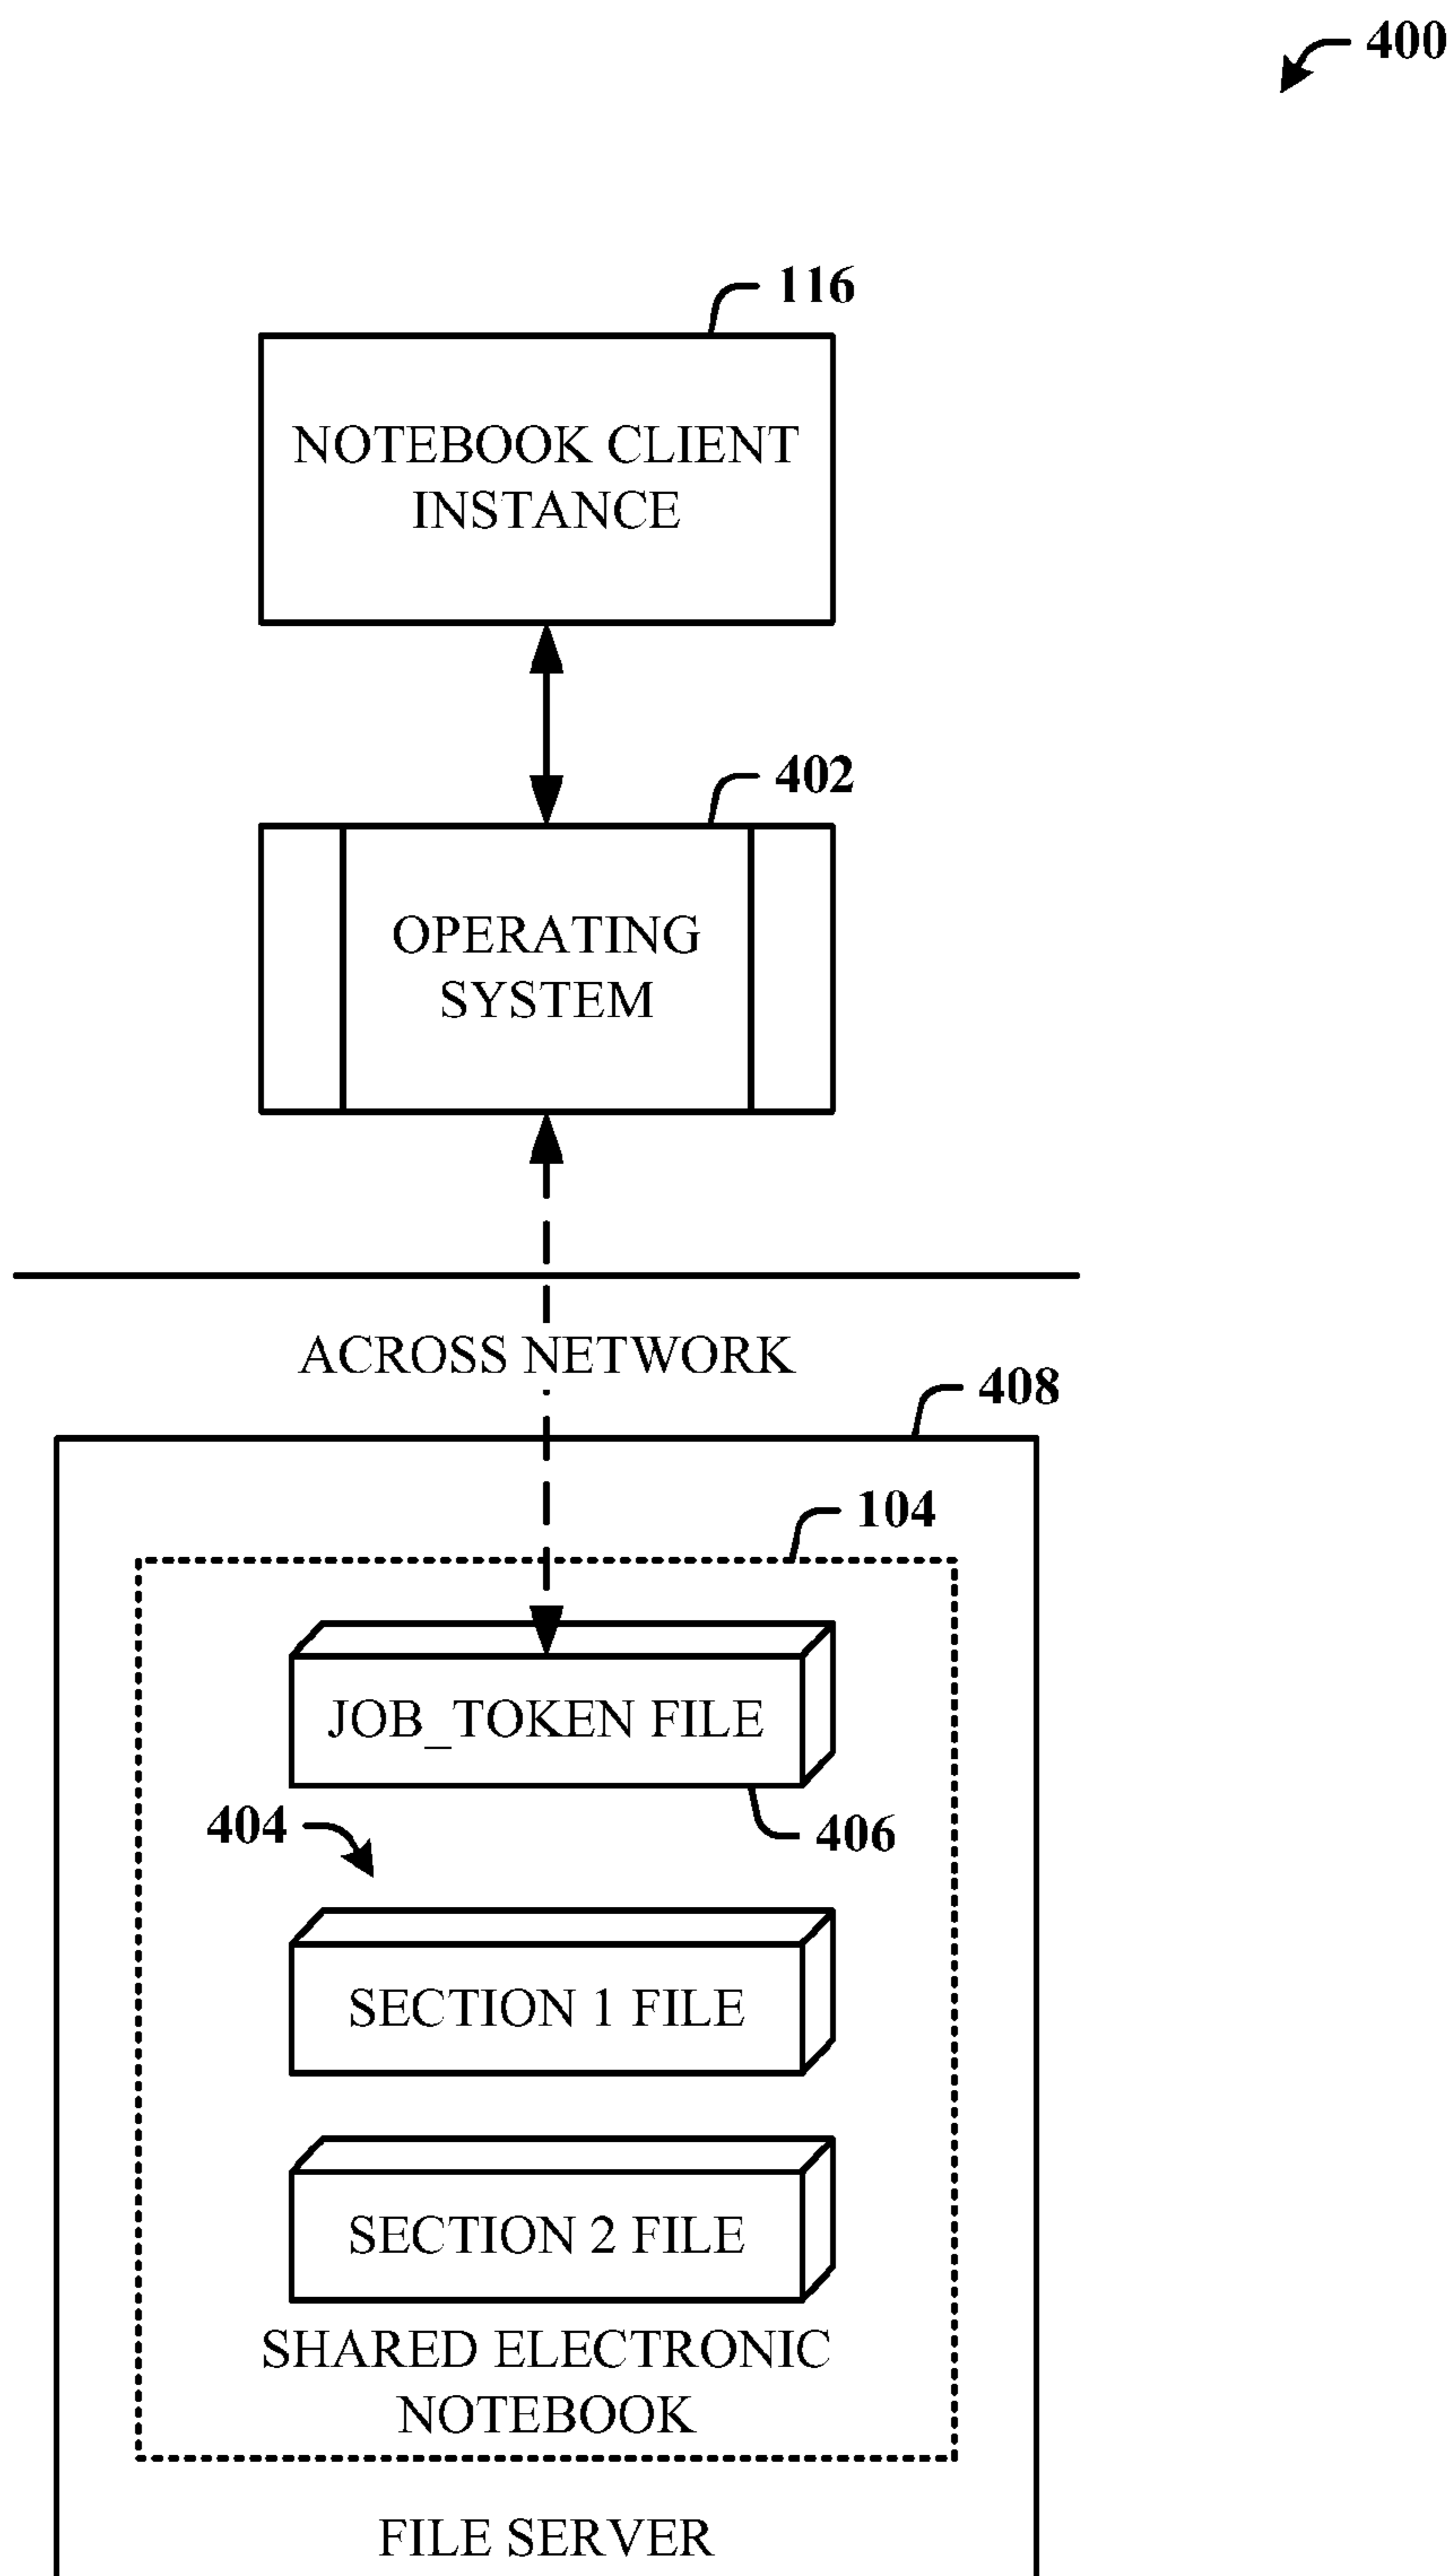 400
116
NOTEBOOK CLIENT
INSTANCE
402
OPERATING
SYSTEM
ACROSS NETWORK
408
104
JOB_TOKEN FILE
404
406
SECTION 1 FILE
SECTION 2 FILE
SHARED ELECTRONIC
NOTEBOOK
FILE SERVER